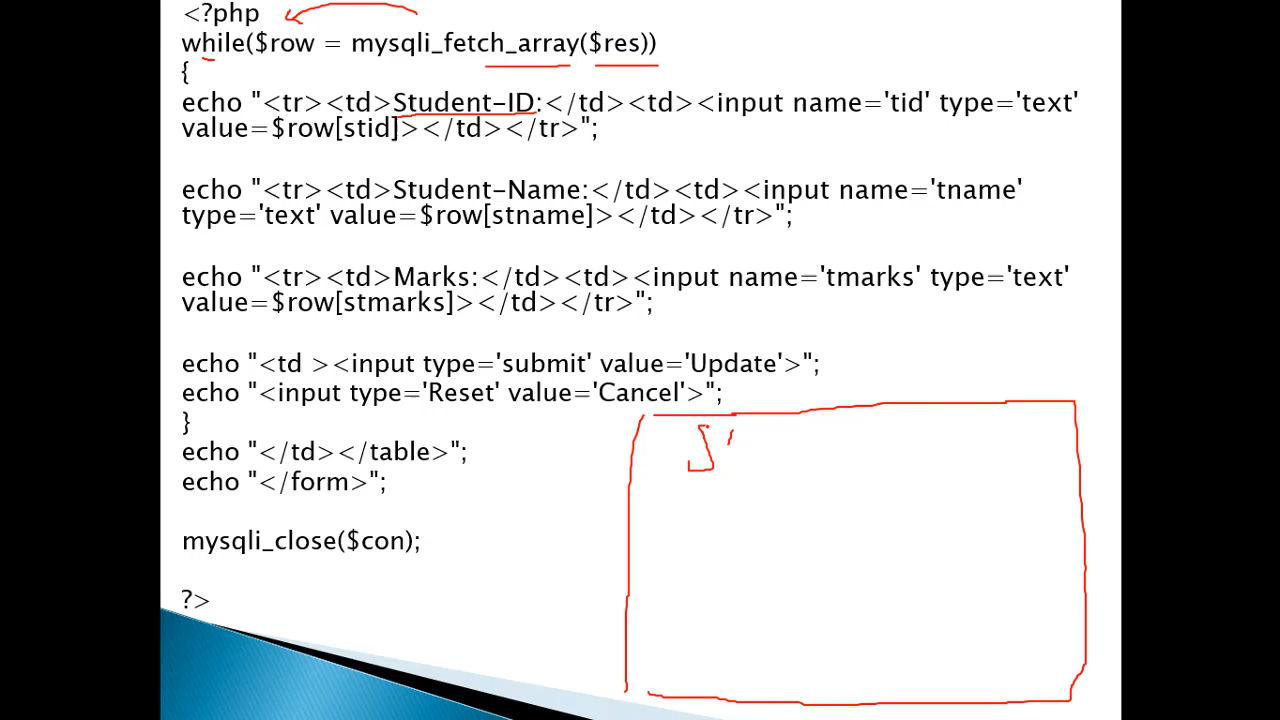 <?php
while($row = mysqli_fetch_array($res))
{
echo "<tr><td>Student-ID:</td><td><input name='tid' type='text'
value=$row[stid]></td></tr>";
echo "<tr><td>Student-Name:</td><td><input name='tname'
type='text' value=$row[stname]></td></tr>";
echo "<tr><td>Marks:</td><td><input name='tmarks' type='text'
value=$row[stmarks]></td></tr>";
echo "<td ><input type='submit' value='Update'>";
echo "<input type='Reset' value='Cancel'>";
}
echo "</td></table>";
echo "</form>";
mysqli_close($con);
?>